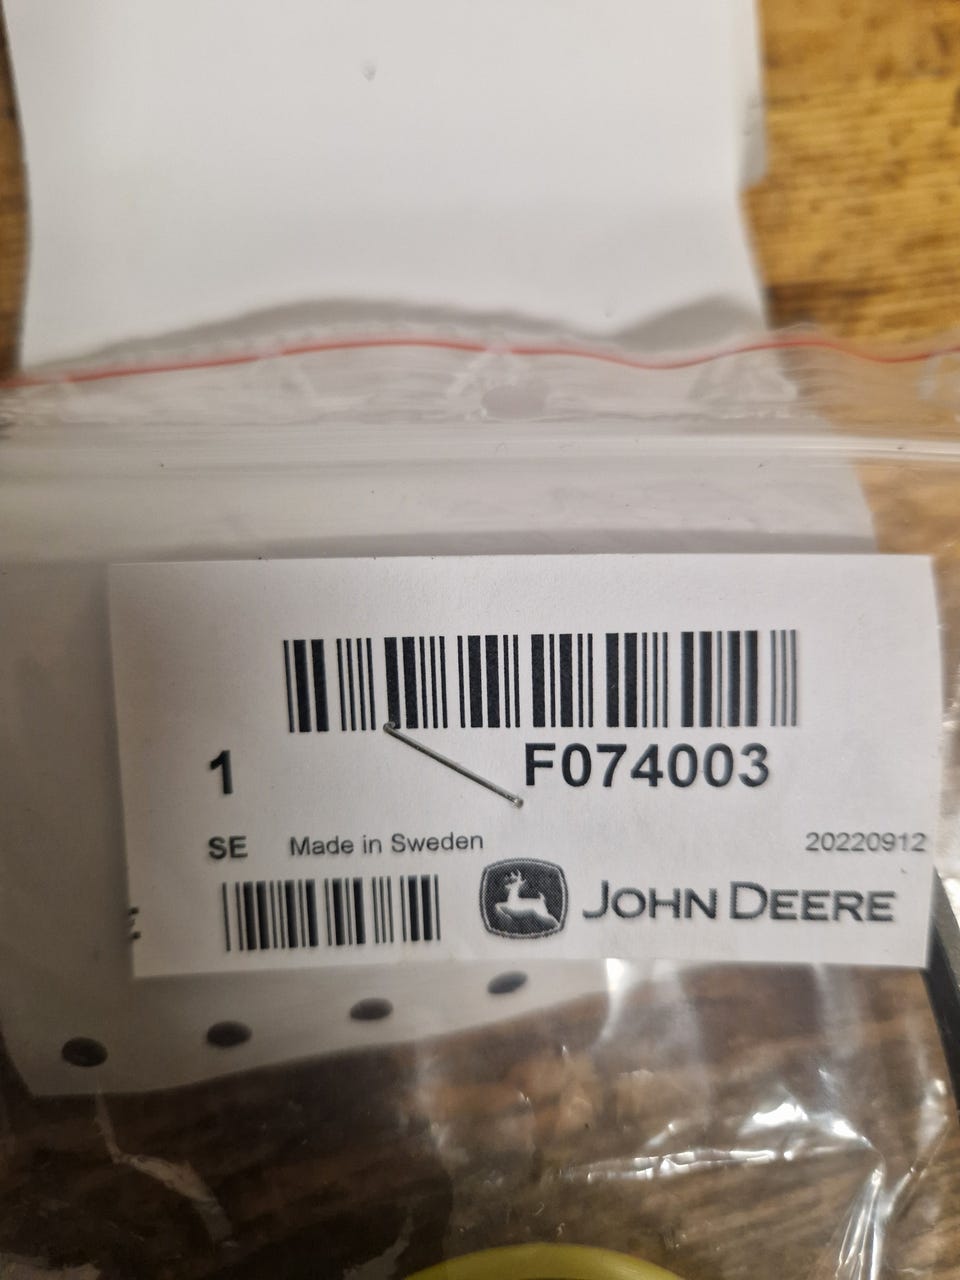 1 F074003
SE Made in Sweden 20220912
JOHN DEERE